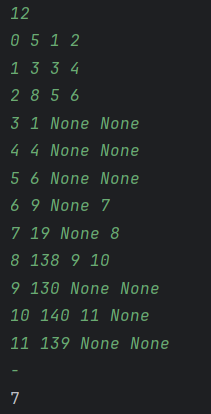 12
0 5 1 2
1 3 3 4
2 8 5 6
3 1 None None
4 4 None None
5 6 None None
6 9 None 7
7 19 None 8
8 138 9 10
9 130 None None
10 140 11 None
11 139 None None
-
7